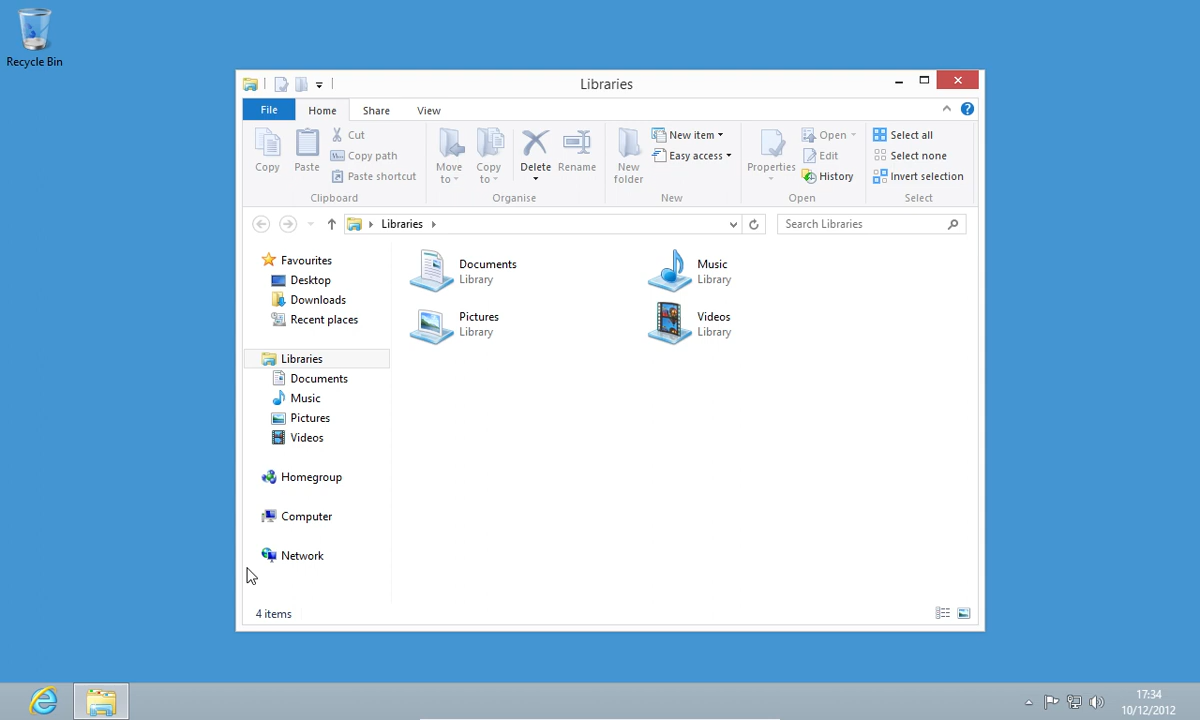 Recycle Bin
Libraries
File Home Share View
Copy
Paste
Cut
Copy path
Paste shortcut
Clipboard
Move to
Copy to
Delete
Rename
Organise
New folder
New item
Easy access
New
Properties
Open
Edit
History
Open
Select all
Select none
Invert selection
Select
Libraries
Search Libraries
Favourites
Desktop
Downloads
Recent places
Libraries
Documents
Music
Pictures
Videos
Homegroup
Computer
Network
Documents
Library
Music
Library
Pictures
Library
Videos
Library
4 items
17:34
10/12/2012